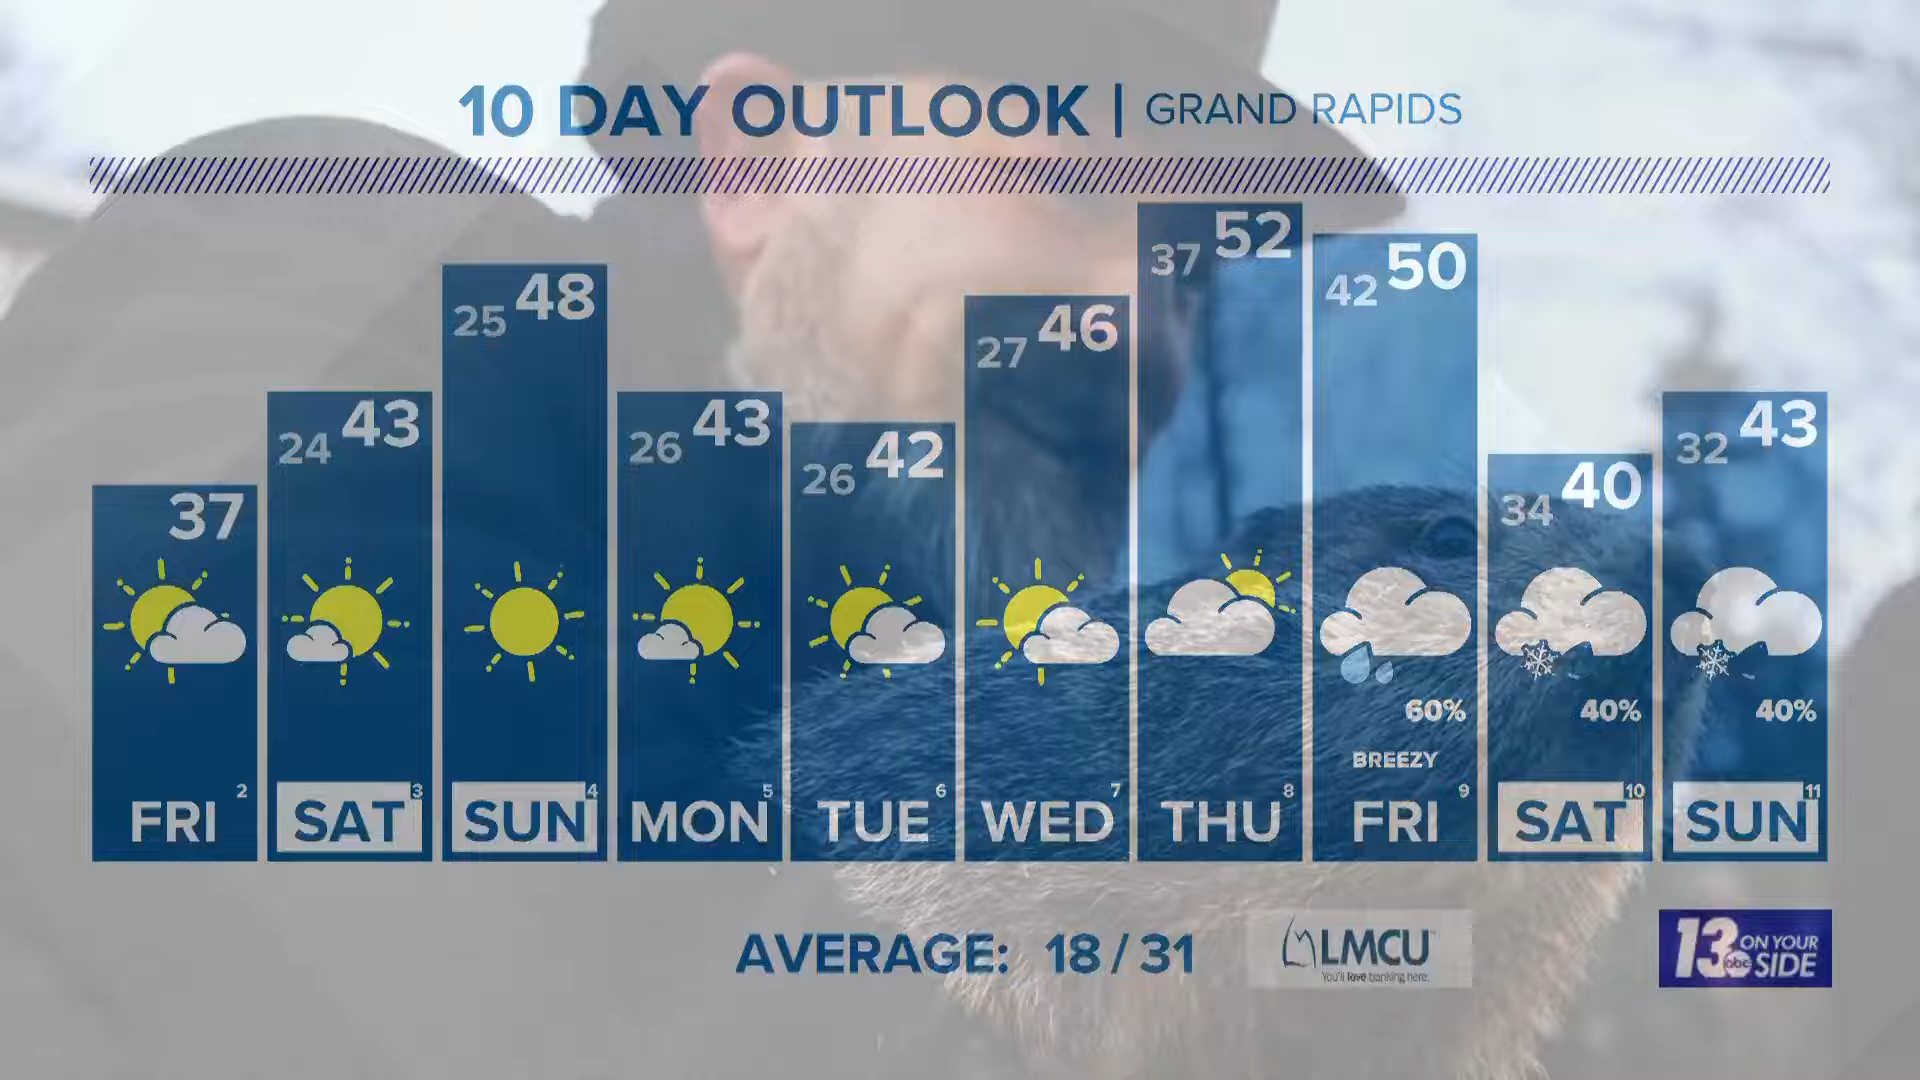 10 DAY OUTLOOK | GRAND RAPIDS
37
FRI 2
24 43
SAT 3
25 48
SUN 4
26 43
MON 5
26 42
TUE 6
27 46
WED 7
37 52
THU 8
42 50
60%
BREEZY
FRI 9
34 40
40%
SAT 10
32 43
40%
SUN 11
AVERAGE: 18 / 31
LMCU
You'll love banking here.
13 abc ON YOUR SIDE